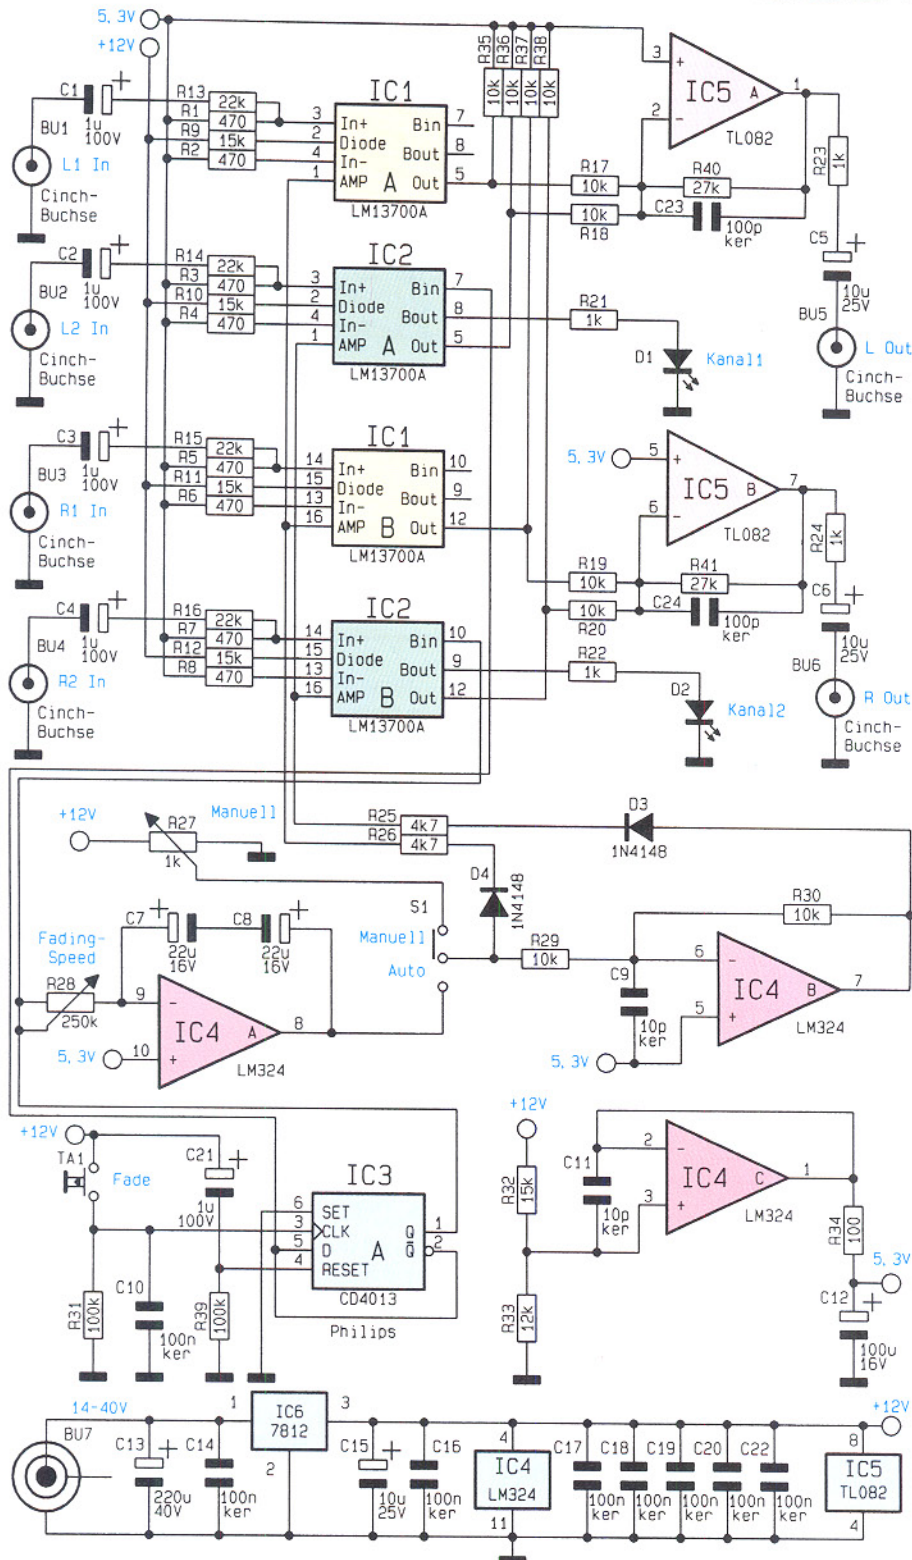 5,3V
+12V
R35
R36
R37
R38
10k
10k
10k
10k
C1
1u
100V
BU1
L1 In
Cinch-
Buchse
R13
22k
R1
470
R9
15k
R2
470
IC1
3
2
4
1
In+
Diode
In-
AMP
A
Bin
Bout
Out
7
8
5
LM13700A
3
2
+
-
IC5
A
1
TL082
R17
10k
10k
R18
R40
27k
C23
100p
ker
R23
1k
C5
10u
25V
BU5
L Out
Cinch-
Buchse
C2
1u
100V
BU2
L2 In
Cinch-
Buchse
R14
22k
R3
470
R10
15k
R4
470
IC2
3
2
4
1
In+
Diode
In-
AMP
A
Bin
Bout
Out
7
8
5
LM13700A
R21
1k
D1
Kanal1
C3
1u
100V
BU3
R1 In
Cinch-
Buchse
R15
22k
R5
470
R11
15k
R6
470
IC1
14
15
13
16
In+
Diode
In-
AMP
B
Bin
Bout
Out
10
9
12
LM13700A
5,3V
5
6
+
-
IC5
B
7
TL082
R19
10k
10k
R20
R41
27k
C24
100p
ker
R24
1k
C6
10u
25V
BU6
R Out
Cinch-
Buchse
C4
1u
100V
BU4
R2 In
Cinch-
Buchse
R16
22k
R7
470
R12
15k
R8
470
IC2
14
15
13
16
In+
Diode
In-
AMP
B
Bin
Bout
Out
10
9
12
LM13700A
R22
1k
D2
Kanal2
+12V
R27
1k
Manuell
R25
4k7
R26
4k7
D3
1N4148
D4
1N4148
S1
Manuell
Auto
R29
10k
R30
10k
C9
10p
ker
6
5
-
+
IC4
B
7
LM324
5,3V
C7
22u
16V
C8
22u
16V
Fading-
Speed
R28
250k
9
10
-
+
IC4
A
8
LM324
5,3V
+12V
TA1
Fade
C21
1u
100V
R31
100k
C10
100n
ker
R39
100k
IC3
6
3
5
4
SET
CLK
D
RESET
A
Q
Q
1
2
CD4013
Philips
+12V
R32
15k
R33
12k
C11
10p
ker
2
3
-
+
IC4
C
1
LM324
R34
100
5,3V
C12
100u
16V
14-40V
BU7
C13
220u
40V
C14
100n
ker
1
IC6
7812
3
2
C15
10u
25V
C16
100n
ker
4
IC4
LM324
11
C17
100n
ker
C18
100n
ker
C19
100n
ker
C20
100n
ker
C22
100n
ker
+12V
8
IC5
TL082
4